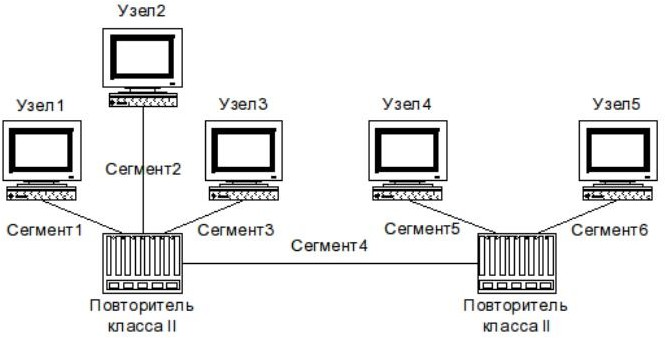 Узел2
Узел1
Узел3
Узел4
Узел5
Сегмент2
Сегмент1
Сегмент3
Сегмент5
Сегмент6
Сегмент4
Повторитель
класса II
Повторитель
класса II